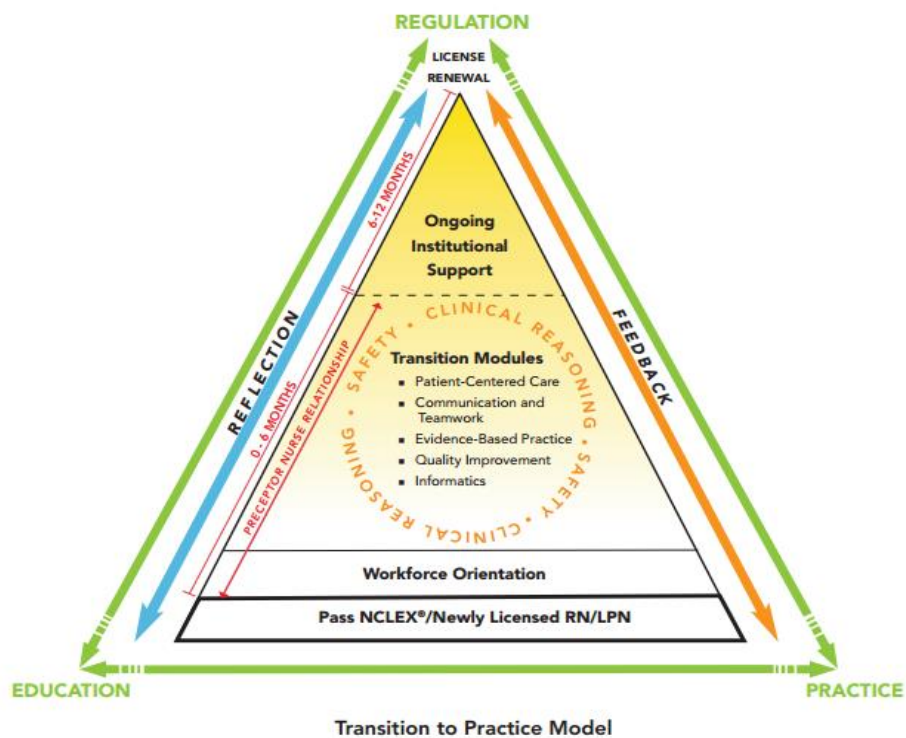 REGULATION
LICENSE
RENEWAL
6-12 MONTHS
Ongoing
Institutional
Support
REFLECTION
FEEDBACK
0 - 6 MONTHS
PRECEPTOR NURSE RELATIONSHIP
SAFETY • CLINICAL REASONING • SAFETY • CLINICAL REASONING •
Transition Modules
▪ Patient-Centered Care
▪ Communication and
Teamwork
▪ Evidence-Based Practice
▪ Quality Improvement
▪ Informatics
Workforce Orientation
Pass NCLEX®/Newly Licensed RN/LPN
EDUCATION
PRACTICE
Transition to Practice Model